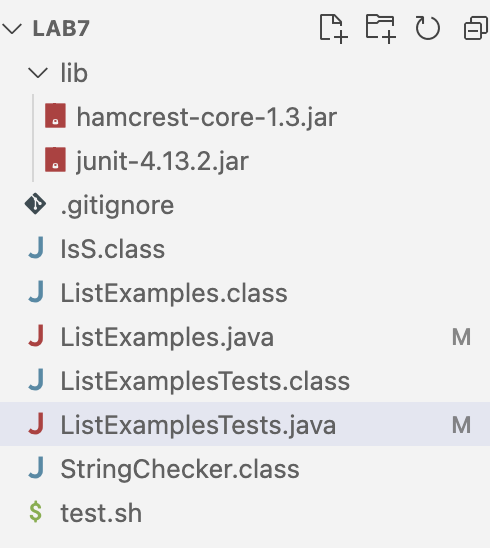 LAB7
lib
hamcrest-core-1.3.jar
junit-4.13.2.jar
.gitignore
J IsS.class
J ListExamples.class
J ListExamples.java M
J ListExamplesTests.class
J ListExamplesTests.java M
J StringChecker.class
$ test.sh